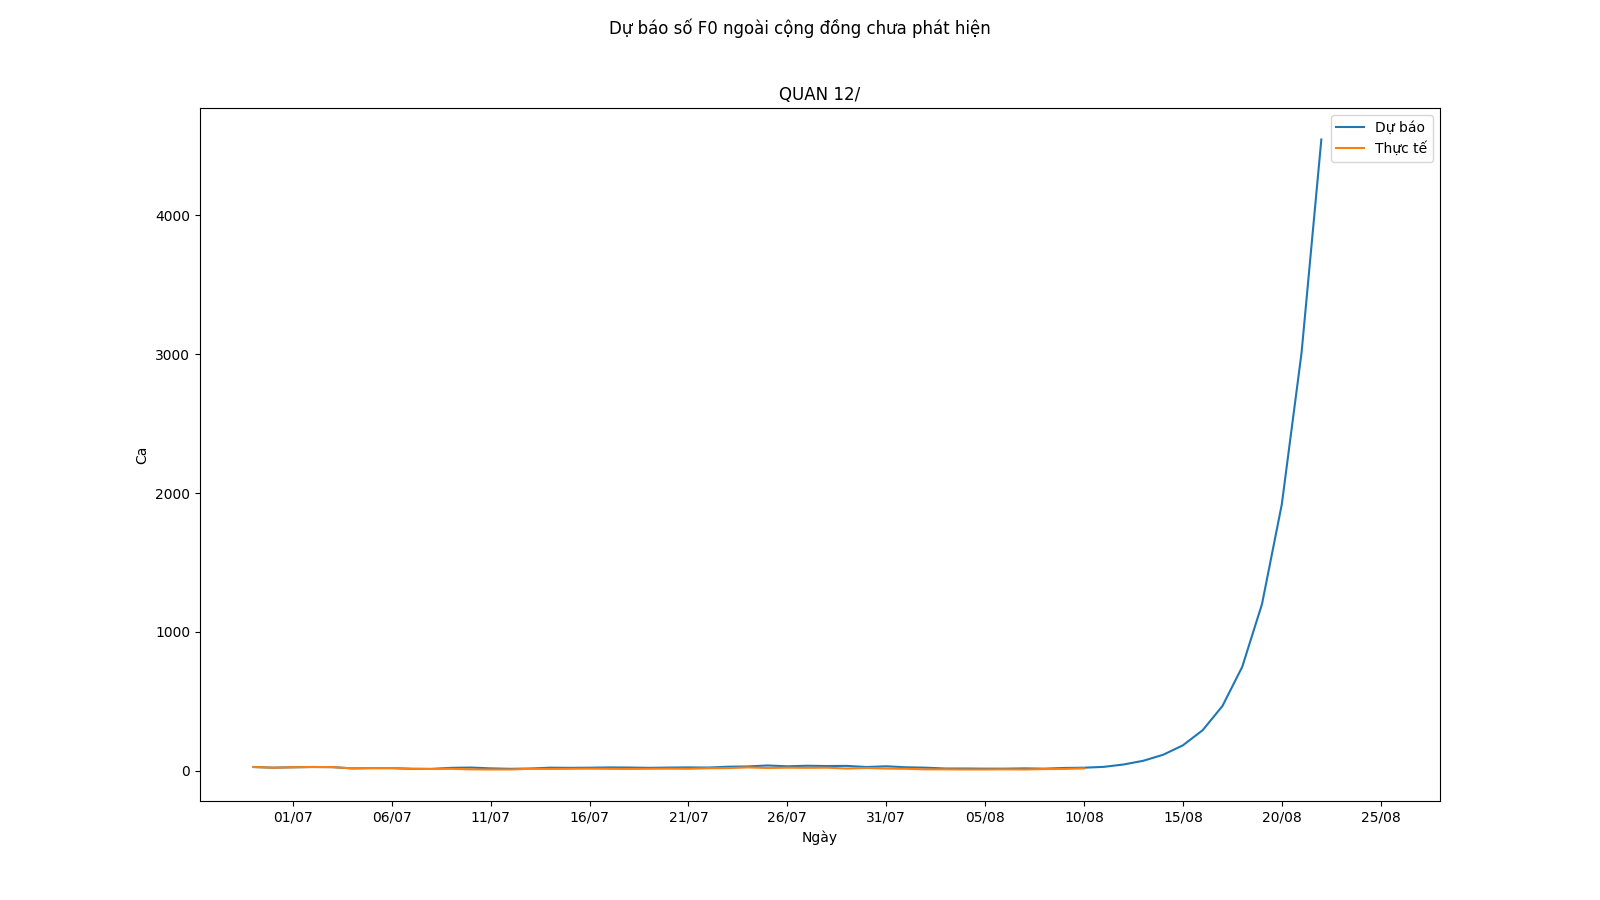 Dự báo số F0 ngoài cộng đồng chưa phát hiện
QUAN 12/
Dự báo
Thực tế
4000
3000
2000
1000
0
Ca
01/07 06/07 11/07 16/07 21/07 26/07 31/07 05/08 10/08 15/08 20/08 25/08
Ngày